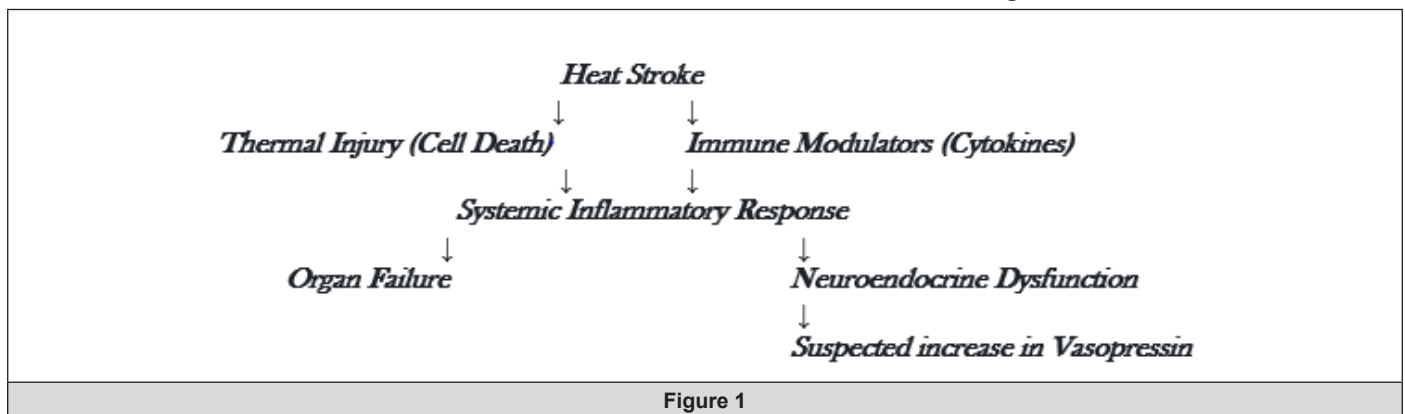 Heat Stroke
↓ ↓
Thermal Injury (Cell Death) Immune Modulators (Cytokines)
↓ ↓
Systemic Inflammatory Response
↓ ↓
Organ Failure Neuroendocrine Dysfunction
↓
Suspected increase in Vasopressin
Figure 1